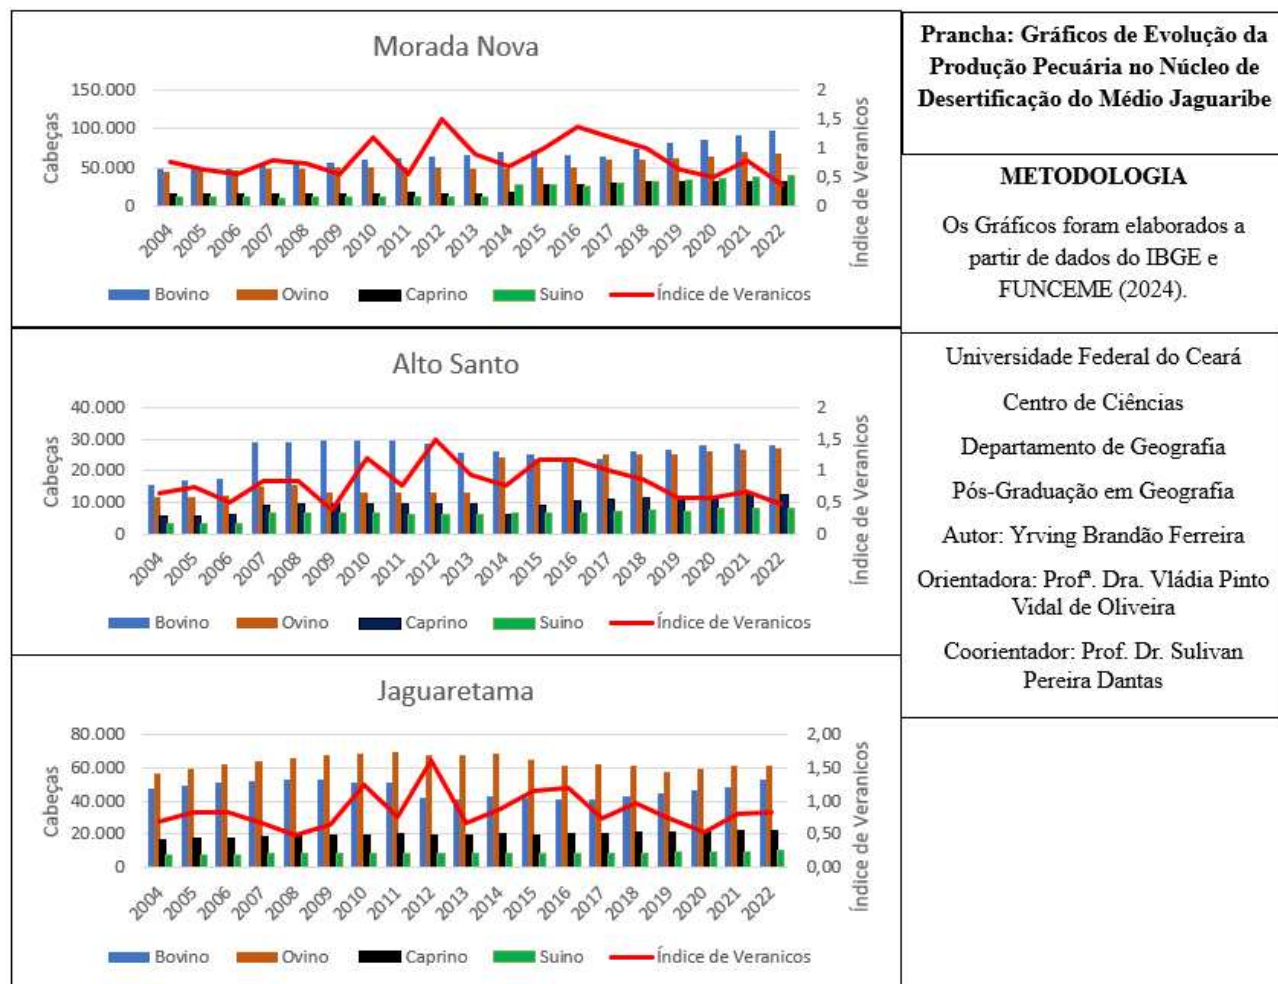 Morada Nova
Cabeças
150.000
100.000
50.000
0
2
1,5
1
0,5
0
Índice de Veranicos
2004 2005 2006 2007 2008 2009 2010 2011 2012 2013 2014 2015 2016 2017 2018 2019 2020 2021 2022
Bovino Ovino Caprino Suino Índice de Veranicos
Alto Santo
Cabeças
40.000
30.000
20.000
10.000
0
2
1,5
1
0,5
0
Índice de Veranicos
2004 2005 2006 2007 2008 2009 2010 2011 2012 2013 2014 2015 2016 2017 2018 2019 2020 2021 2022
Bovino Ovino Caprino Suino Índice de Veranicos
Jaguaretama
Cabeças
80.000
60.000
40.000
20.000
0
2,00
1,50
1,00
0,50
0,00
Índice de Veranicos
2004 2005 2006 2007 2008 2009 2010 2011 2012 2013 2014 2015 2016 2017 2018 2019 2020 2021 2022
Bovino Ovino Caprino Suino Índice de Veranicos
Prancha: Gráficos de Evolução da
Produção Pecuária no Núcleo de
Desertificação do Médio Jaguaribe
METODOLOGIA
Os Gráficos foram elaborados a
partir de dados do IBGE e
FUNCEME (2024).
Universidade Federal do Ceará
Centro de Ciências
Departamento de Geografia
Pós-Graduação em Geografia
Autor: Yrving Brandão Ferreira
Orientadora: Profª. Dra. Vládia Pinto
Vidal de Oliveira
Coorientador: Prof. Dr. Sulivan
Pereira Dantas